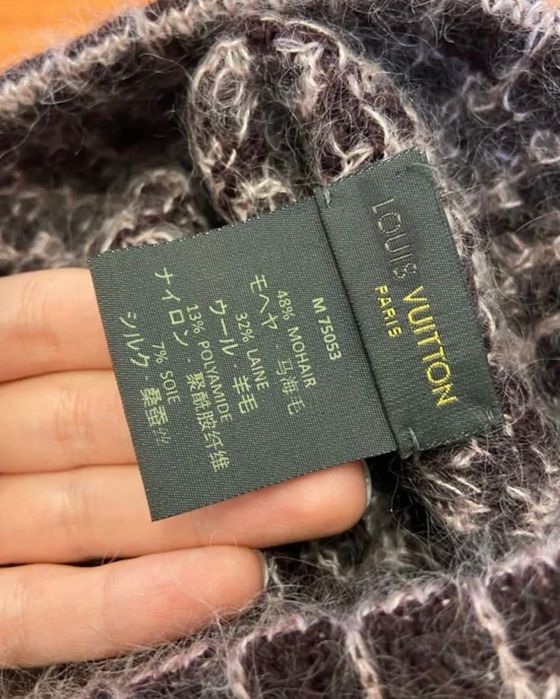 LOUIS VUITTON
PARIS
M 75053
48% MOHAIR
モヘヤ · 马海毛
32% LAINE
ウール · 羊毛
13% POLYAMIDE
ナイロン · 聚酰胺纤维
7% SOIE
シルク · 桑蚕丝